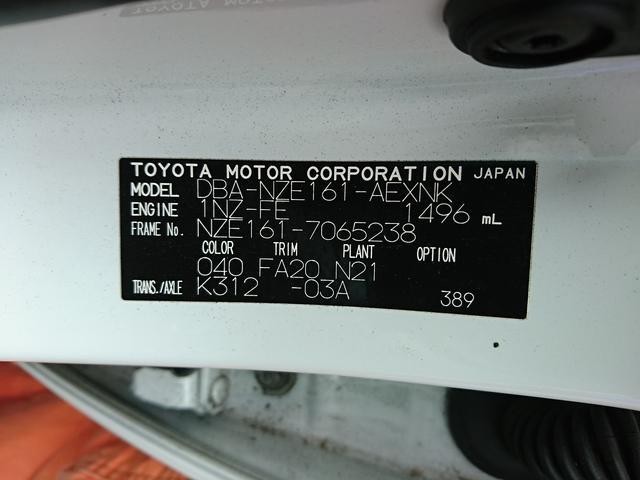 TOYOTA MOTOR CORPORATION JAPAN
MODEL DBA-NZE161-AEXNK
ENGINE 1NZ-FE 1496 mL
FRAME No. NZE161-7065238
COLOR TRIM PLANT OPTION
040 FA20 N21
TRANS./AXLE K312 -03A 389